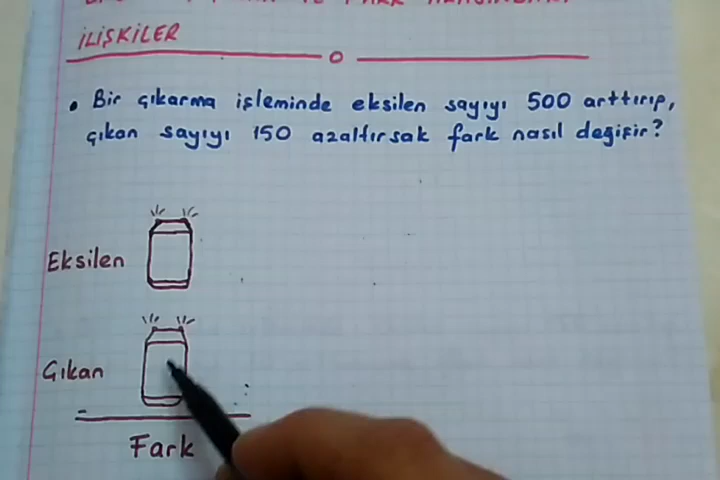 İLİŞKİLER
• Bir çıkarma işleminde eksilen sayıyı 500 arttırıp,
çıkan sayıyı 150 azaltırsak fark nasıl değişir?
Eksilen
Çıkan
Fark